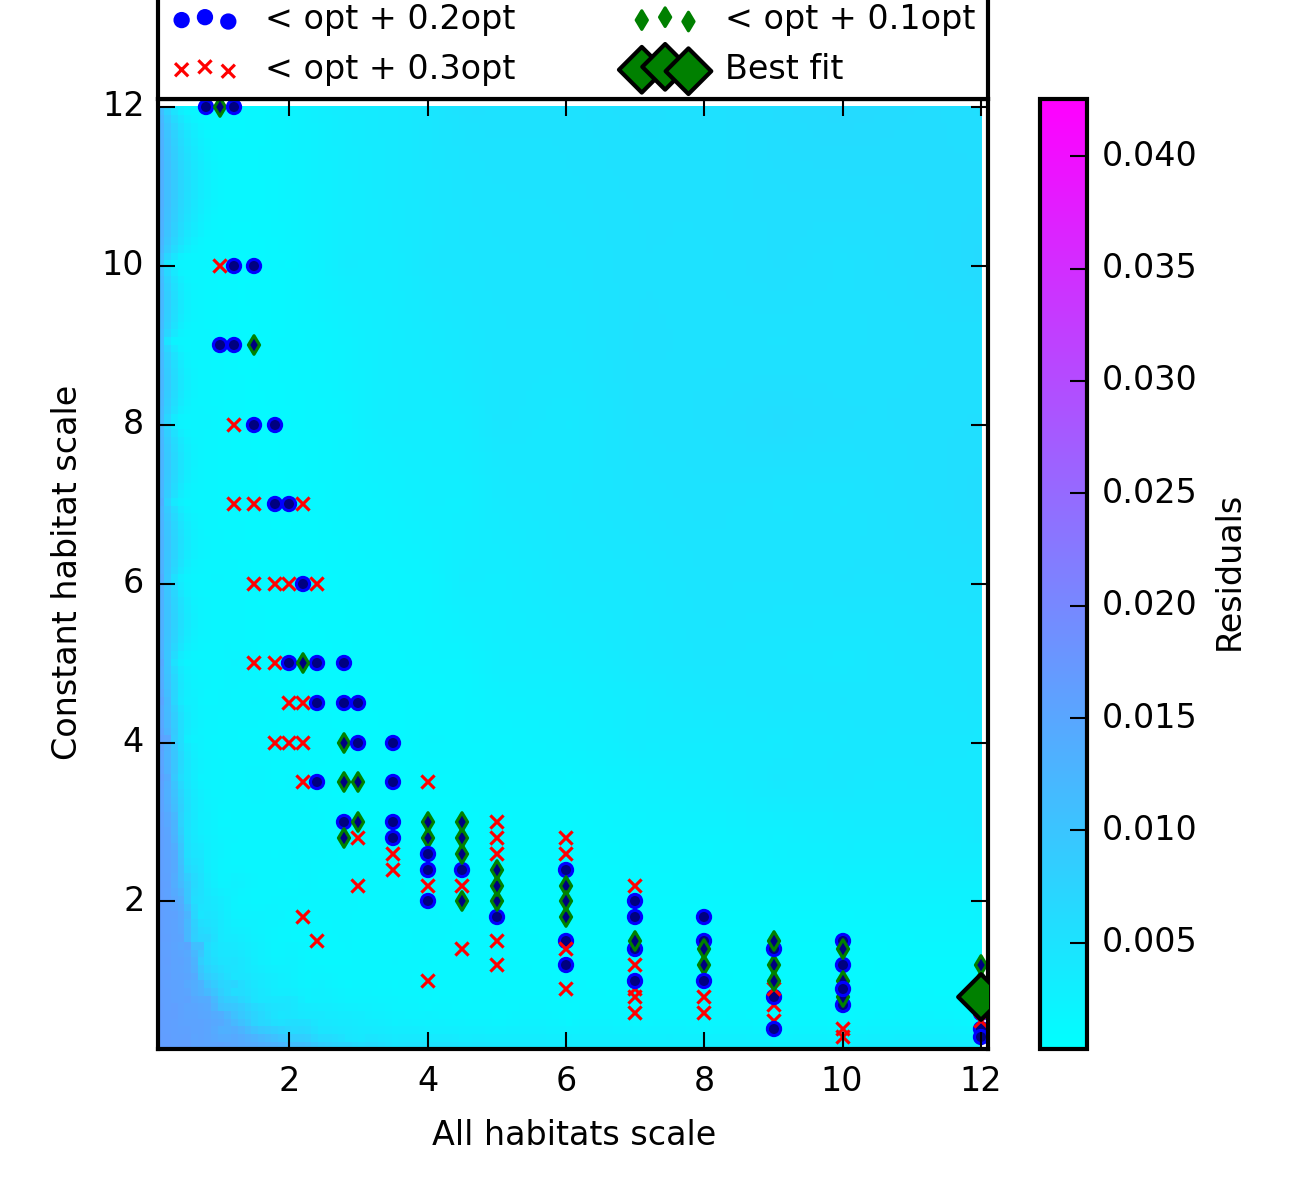 < opt + 0.2opt
< opt + 0.1opt
< opt + 0.3opt
Best fit
12
10
8
6
4
2
Constant habitat scale
2 4 6 8 10 12
All habitats scale
0.040
0.035
0.030
0.025
0.020
0.015
0.010
0.005
Residuals